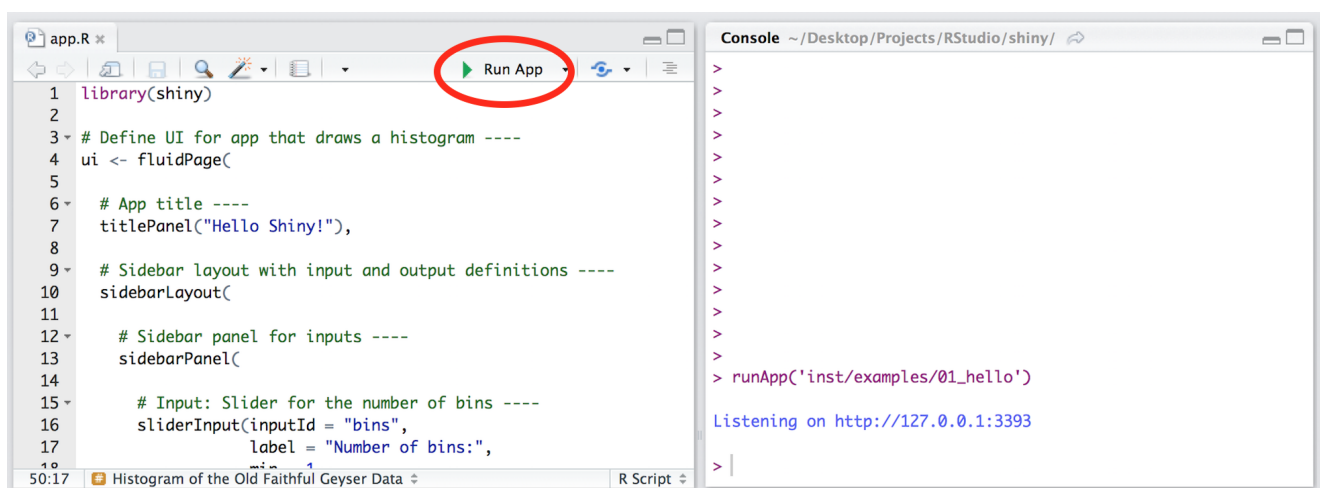 app.R
Run App
1 library(shiny)
2
3 # Define UI for app that draws a histogram ----
4 ui <- fluidPage(
5
6 # App title ----
7 titlePanel("Hello Shiny!"),
8
9 # Sidebar layout with input and output definitions ----
10 sidebarLayout(
11
12 # Sidebar panel for inputs ----
13 sidebarPanel(
14
15 # Input: Slider for the number of bins ----
16 sliderInput(inputId = "bins",
17 label = "Number of bins:",
50:17 # Histogram of the Old Faithful Geyser Data R Script
Console ~/Desktop/Projects/RStudio/shiny/
>
>
>
>
>
>
>
>
>
>
>
>
>
>
> runApp('inst/examples/01_hello')
Listening on http://127.0.0.1:3393
>